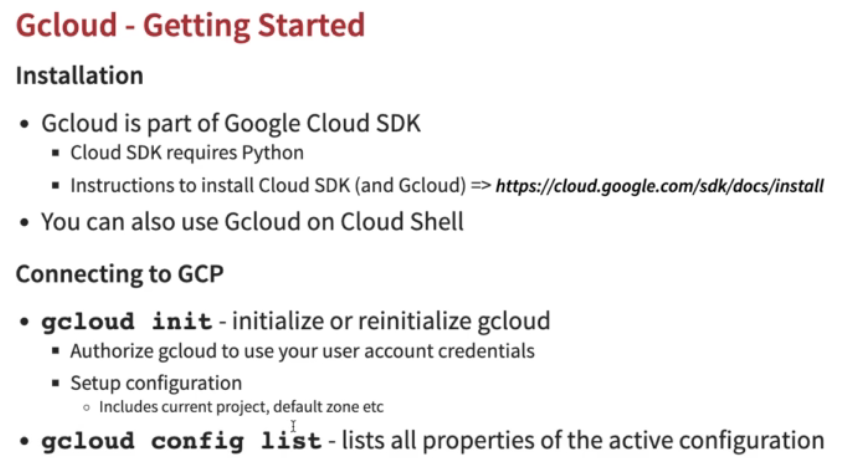 Gcloud - Getting Started
Installation
• Gcloud is part of Google Cloud SDK
▪ Cloud SDK requires Python
▪ Instructions to install Cloud SDK (and Gcloud) => https://cloud.google.com/sdk/docs/install
• You can also use Gcloud on Cloud Shell
Connecting to GCP
• gcloud init - initialize or reinitialize gcloud
▪ Authorize gcloud to use your user account credentials
▪ Setup configuration
○ Includes current project, default zone etc
• gcloud config list - lists all properties of the active configuration